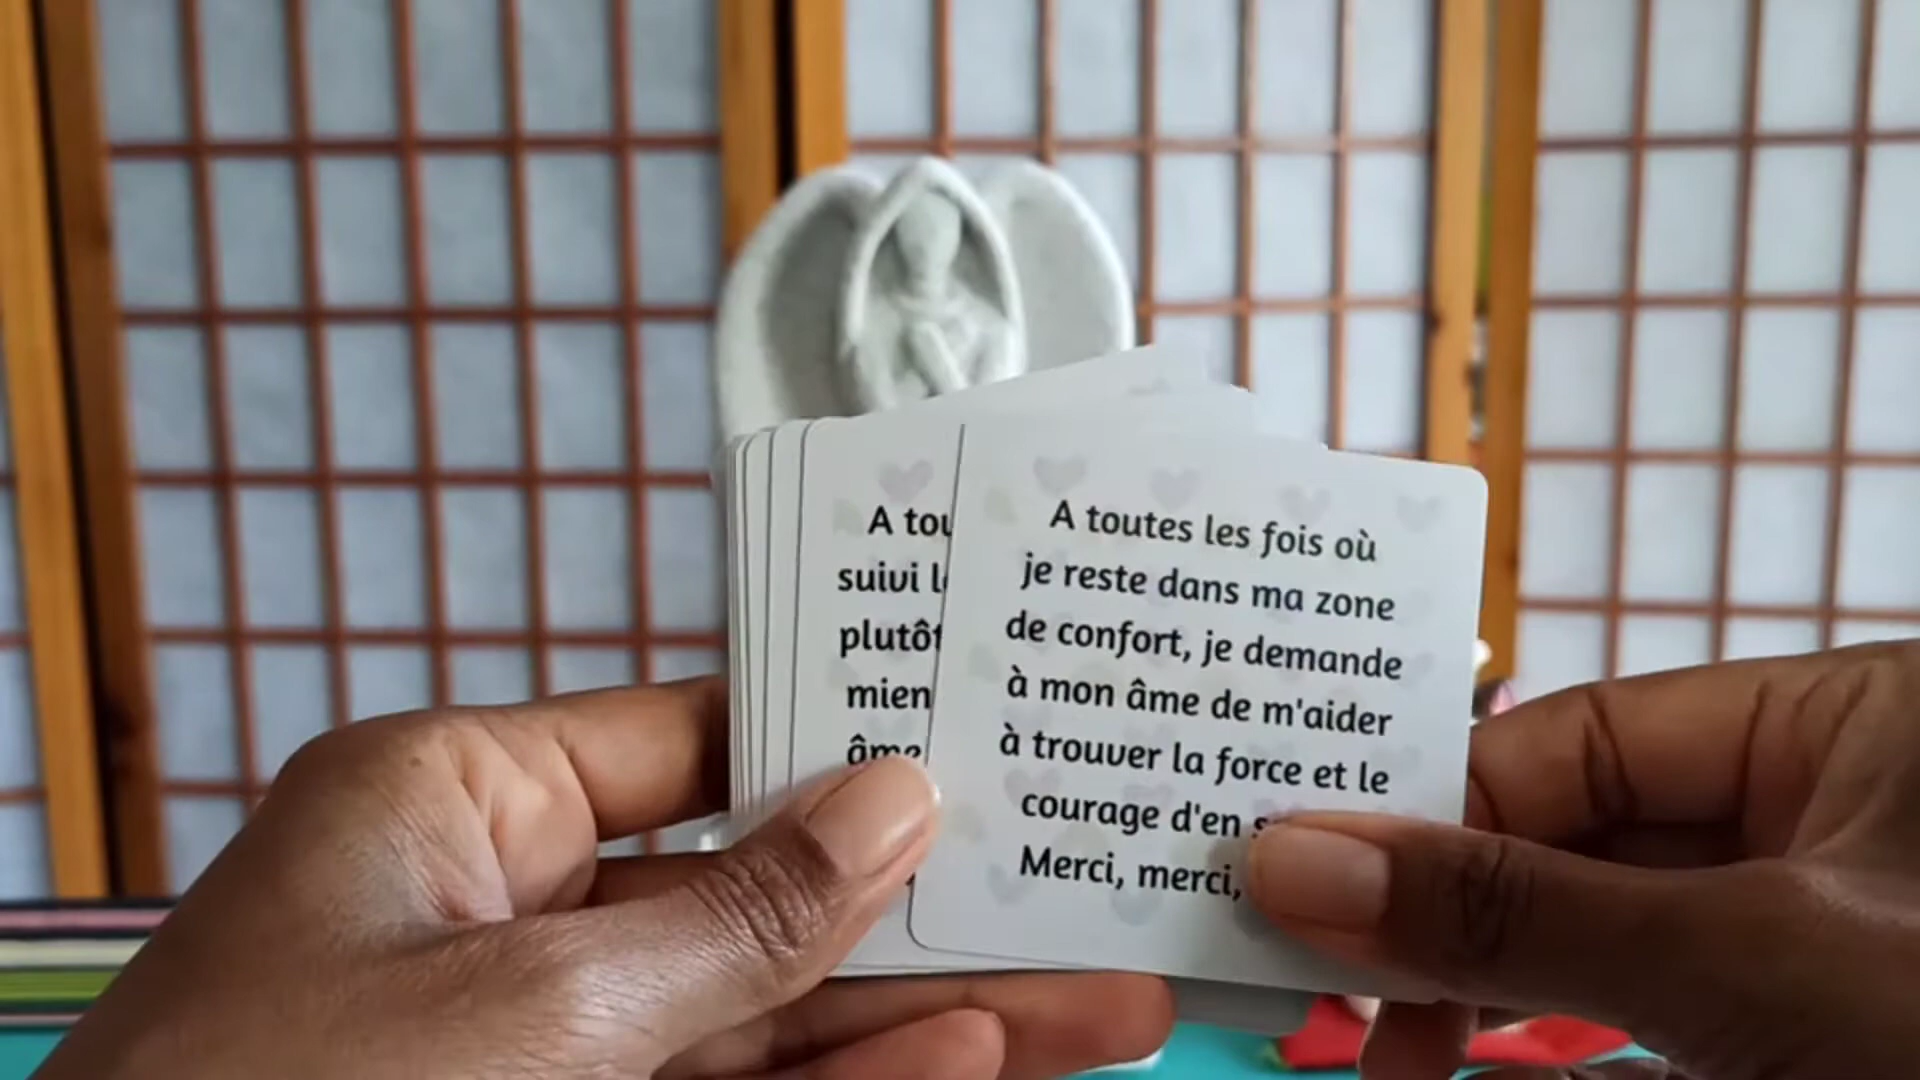 A toutes les fois où
je reste dans ma zone
de confort, je demande
à mon âme de m'aider
à trouver la force et le
courage d'en
Merci, merci,
A
suivi
plutôt
mien
âme